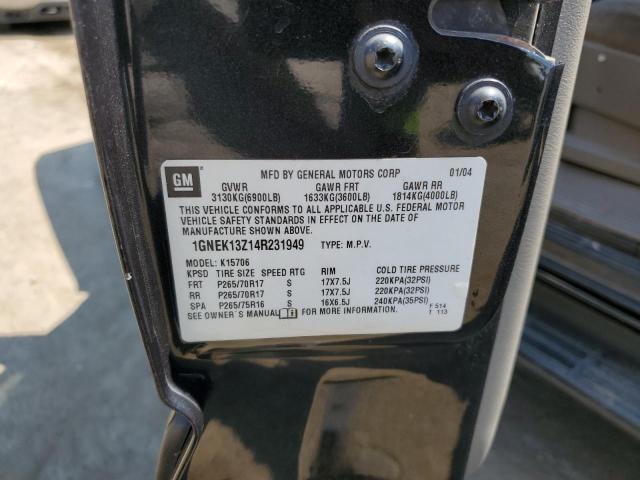 GM
MFD BY GENERAL MOTORS CORP 01/04
GVWR GAWR FRT GAWR RR
3130KG(6900LB) 1633KG(3600LB) 1814KG(4000LB)
THIS VEHICLE CONFORMS TO ALL APPLICABLE U.S. FEDERAL MOTOR
VEHICLE SAFETY STANDARDS IN EFFECT ON THE DATE OF
MANUFACTURE SHOWN ABOVE.
1GNEK13Z14R231949 TYPE: M.P.V.
MODEL: K15706
KPSD TIRE SIZE SPEED RTG RIM COLD TIRE PRESSURE
FRT P265/70R17 S 17X7.5J 220KPA(32PSI)
RR P265/70R17 S 17X7.5J 220KPA(32PSI)
SPA P265/75R16 S 16X6.5J 240KPA(35PSI)
SEE OWNER'S MANUAL FOR MORE INFORMATION.
F 514
T 113